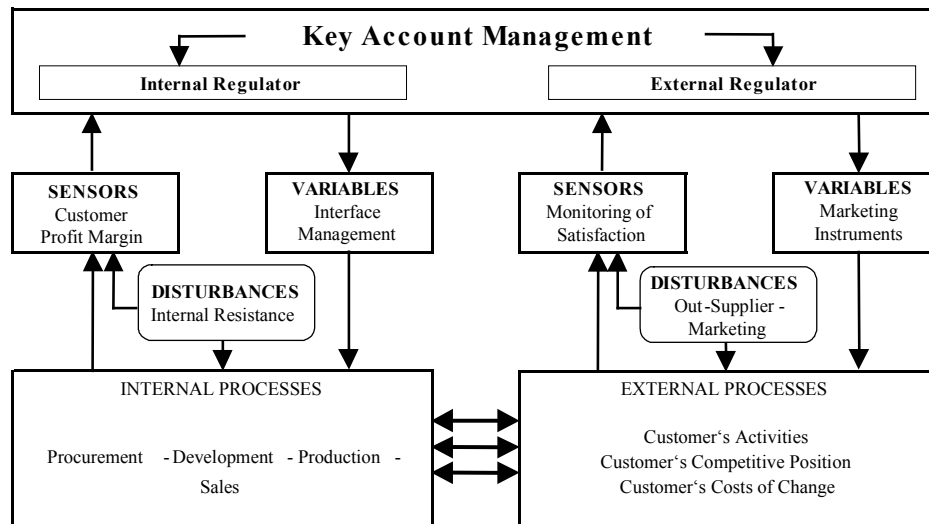 Key Account Management
Internal Regulator
External Regulator
SENSORS
Customer
Profit Margin
VARIABLES
Interface
Management
SENSORS
Monitoring of
Satisfaction
VARIABLES
Marketing
Instruments
DISTURBANCES
Internal Resistance
DISTURBANCES
Out-Supplier -
Marketing
INTERNAL PROCESSES
Procurement - Development - Production -
Sales
EXTERNAL PROCESSES
Customer‘s Activities
Customer‘s Competitive Position
Customer‘s Costs of Change